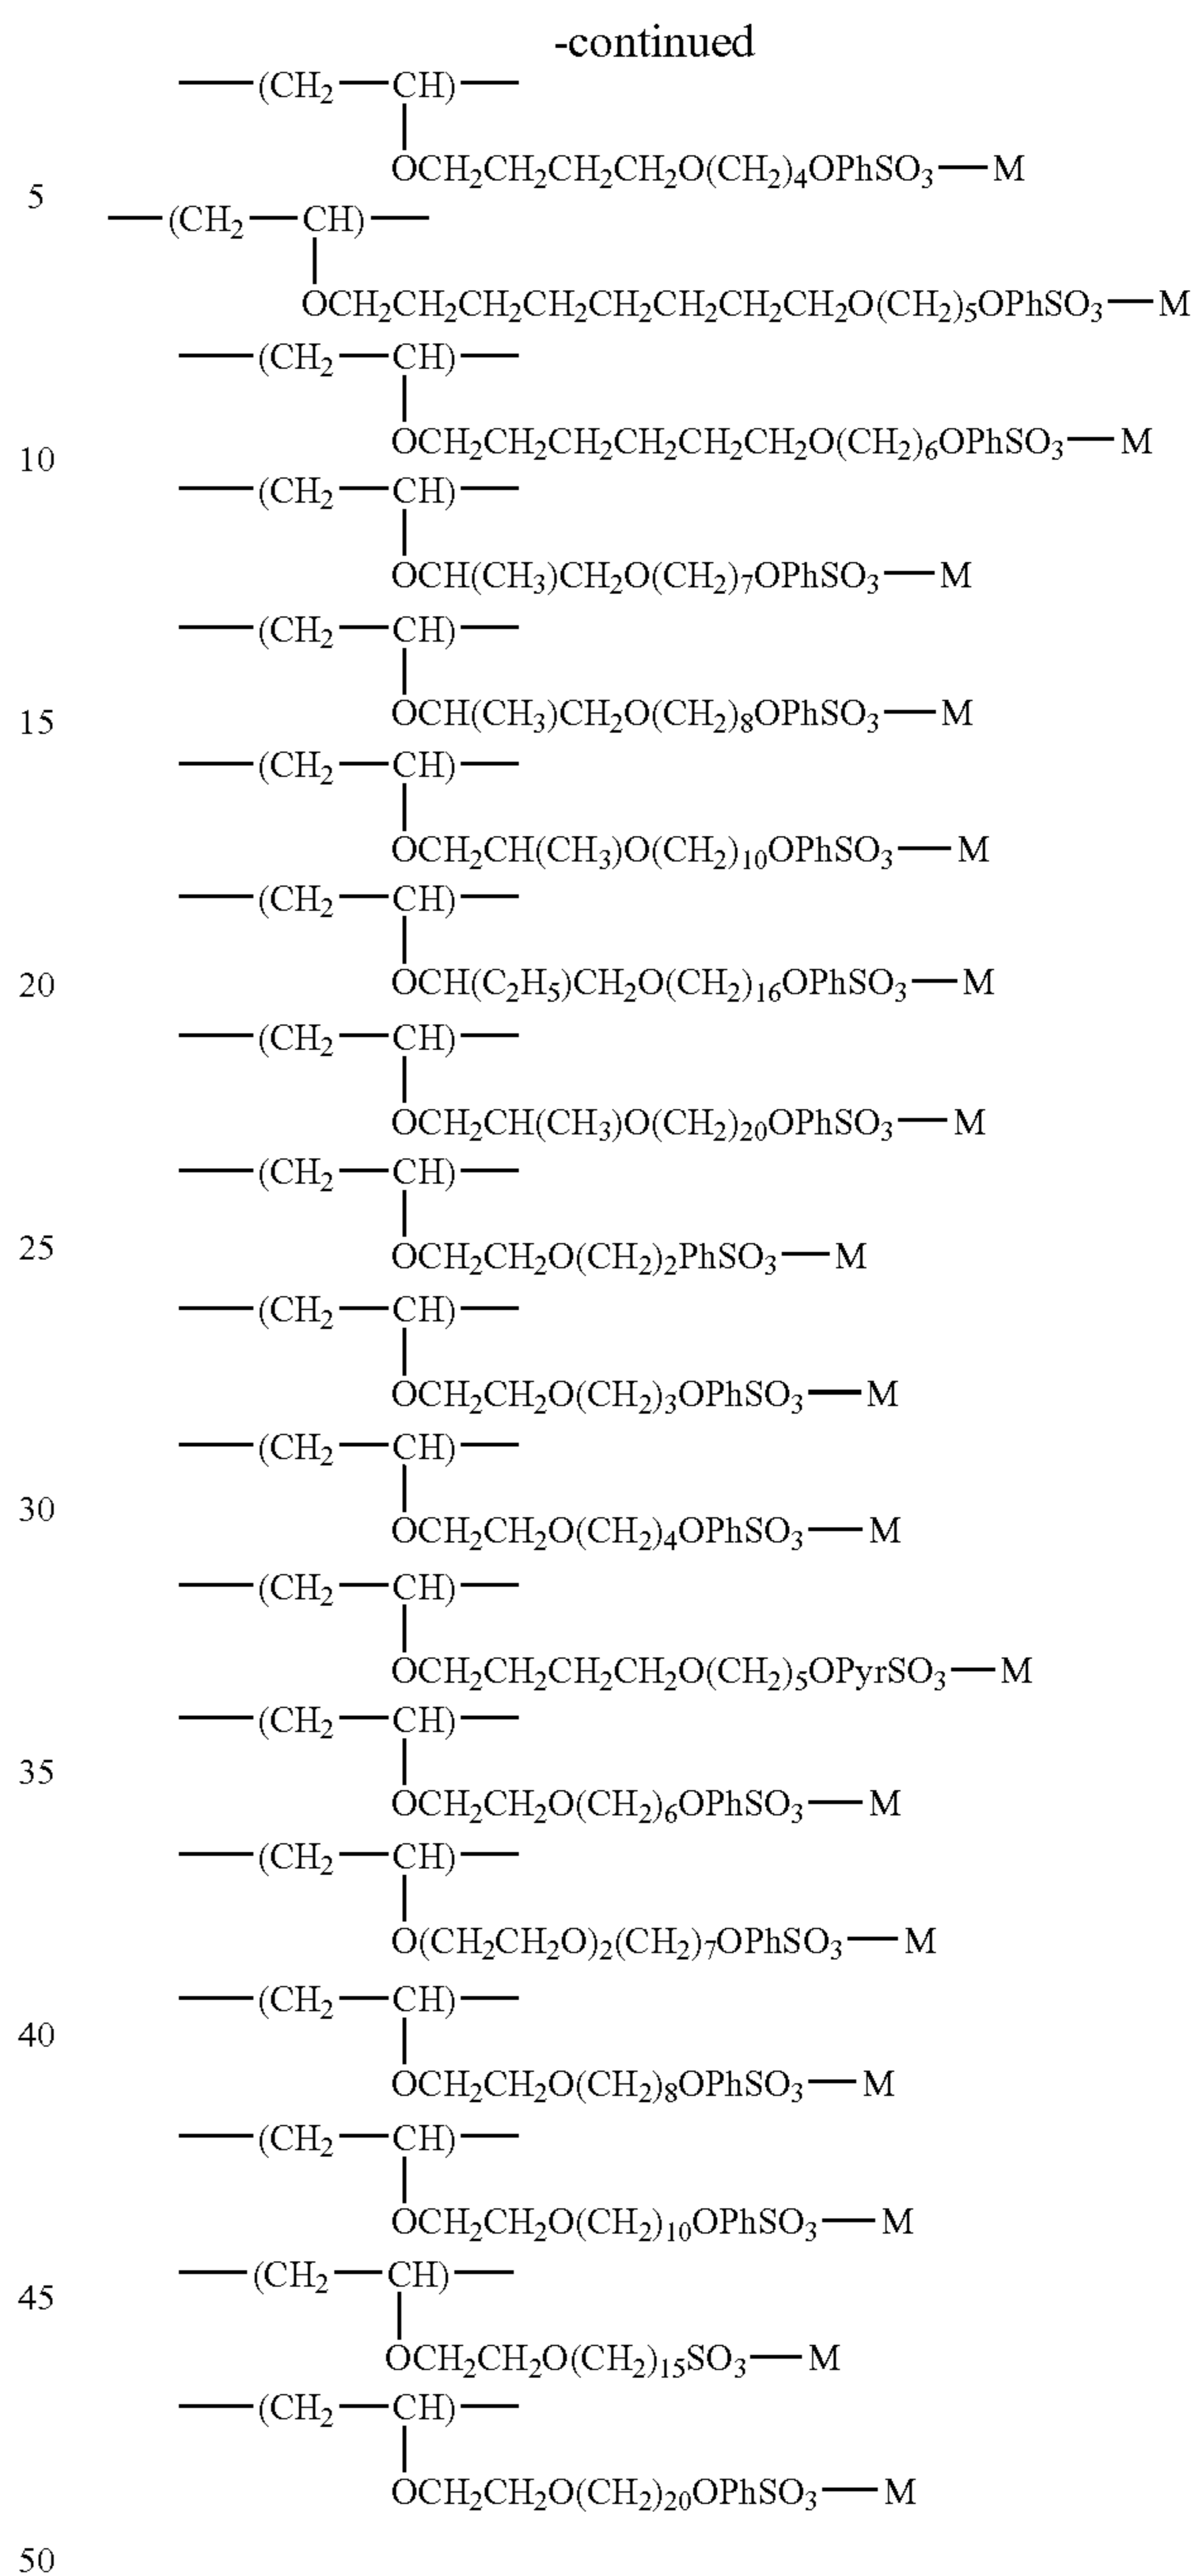 -continued
—(CH₂—CH)—
OCH₂CH₂CH₂CH₂O(CH₂)₄OPhSO₃—M
5
—(CH₂—CH)—
OCH₂CH₂CH₂CH₂CH₂CH₂CH₂CH₂O(CH₂)₅OPhSO₃—M
—(CH₂—CH)—
OCH₂CH₂CH₂CH₂CH₂CH₂O(CH₂)₆OPhSO₃—M
10
—(CH₂—CH)—
OCH(CH₃)CH₂O(CH₂)₇OPhSO₃—M
—(CH₂—CH)—
OCH(CH₃)CH₂O(CH₂)₈OPhSO₃—M
15
—(CH₂—CH)—
OCH₂CH(CH₃)O(CH₂)₁₀OPhSO₃—M
—(CH₂—CH)—
OCH(C₂H₅)CH₂O(CH₂)₁₆OPhSO₃—M
20
—(CH₂—CH)—
OCH₂CH(CH₃)O(CH₂)₂₀OPhSO₃—M
—(CH₂—CH)—
25
OCH₂CH₂O(CH₂)₂PhSO₃—M
—(CH₂—CH)—
OCH₂CH₂O(CH₂)₃OPhSO₃—M
—(CH₂—CH)—
30
OCH₂CH₂O(CH₂)₄OPhSO₃—M
—(CH₂—CH)—
OCH₂CH₂CH₂CH₂O(CH₂)₅OPyrSO₃—M
—(CH₂—CH)—
35
OCH₂CH₂O(CH₂)₆OPhSO₃—M
—(CH₂—CH)—
O(CH₂CH₂O)₂(CH₂)₇OPhSO₃—M
—(CH₂—CH)—
40
OCH₂CH₂O(CH₂)₈OPhSO₃—M
—(CH₂—CH)—
OCH₂CH₂O(CH₂)₁₀OPhSO₃—M
—(CH₂—CH)—
45
OCH₂CH₂O(CH₂)₁₅SO₃—M
—(CH₂—CH)—
OCH₂CH₂O(CH₂)₂₀OPhSO₃—M
50